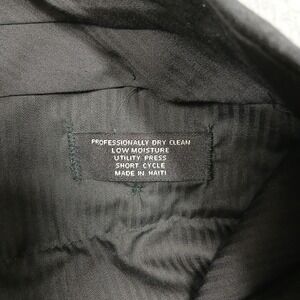 PROFESSIONALLY DRY CLEAN
LOW MOISTURE
UTILITY PRESS
SHORT CYCLE
MADE IN HAITI